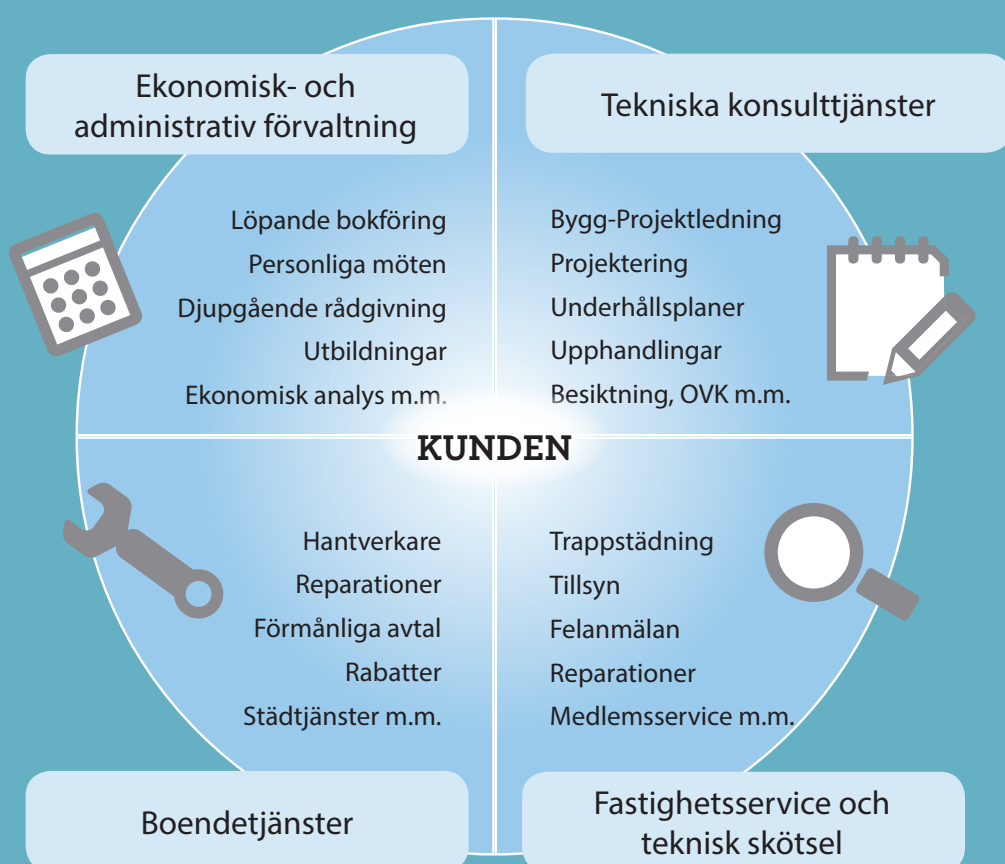 Ekonomisk- och
administrativ förvaltning
Löpande bokföring
Personliga möten
Djupgående rådgivning
Utbildningar
Ekonomisk analys m.m.
Tekniska konsulttjänster
Bygg-Projektledning
Projektering
Underhållsplaner
Upphandlingar
Besiktning, OVK m.m.
KUNDEN
Hantverkare
Reparationer
Förmånliga avtal
Rabatter
Städtjänster m.m.
Boendetjänster
Trappstädning
Tillsyn
Felanmälan
Reparationer
Medlemsservice m.m.
Fastighetsservice och
teknisk skötsel